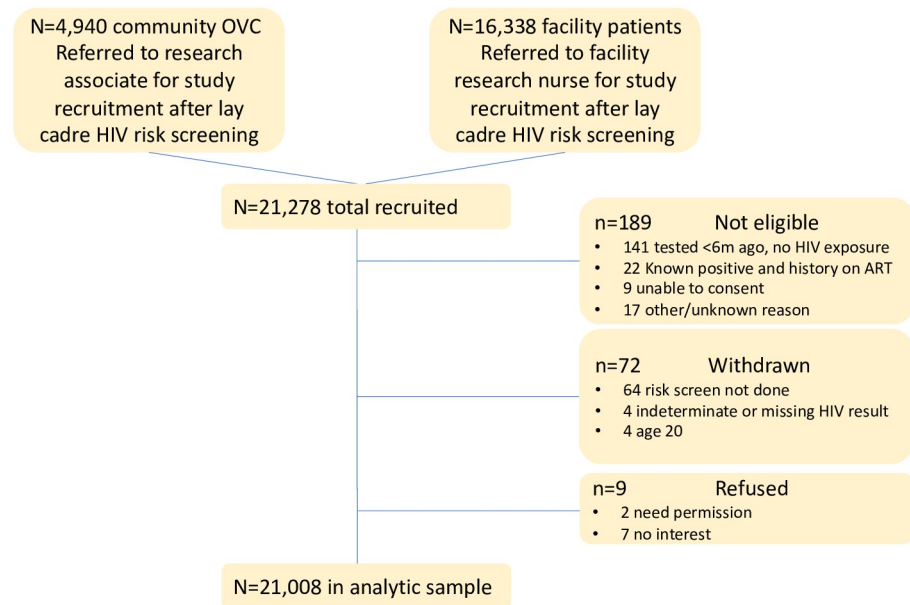 N=4,940 community OVC
Referred to research
associate for study
recruitment after lay
cadre HIV risk screening
N=16,338 facility patients
Referred to facility
research nurse for study
recruitment after lay
cadre HIV risk screening
N=21,278 total recruited
n=189 Not eligible
• 141 tested <6m ago, no HIV exposure
• 22 Known positive and history on ART
• 9 unable to consent
• 17 other/unknown reason
n=72 Withdrawn
• 64 risk screen not done
• 4 indeterminate or missing HIV result
• 4 age 20
n=9 Refused
• 2 need permission
• 7 no interest
N=21,008 in analytic sample